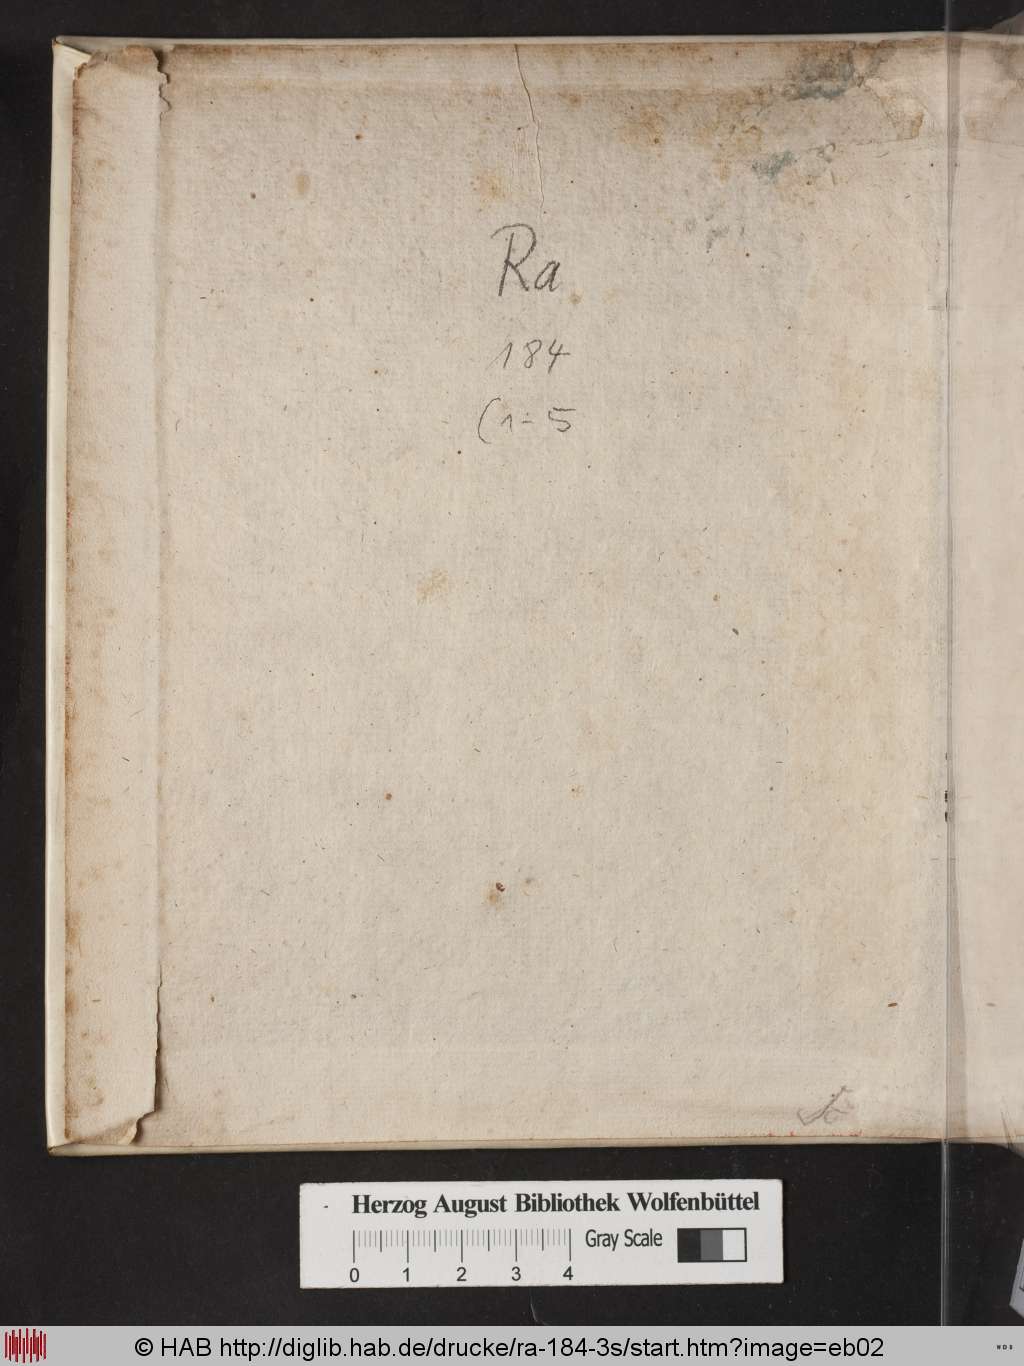 Ra
184
(1-5
Herzog August Bibliothek Wolfenbüttel
Gray Scale
0 1 2 3 4
© HAB http://diglib.hab.de/drucke/ra-184-3s/start.htm?image=eb02